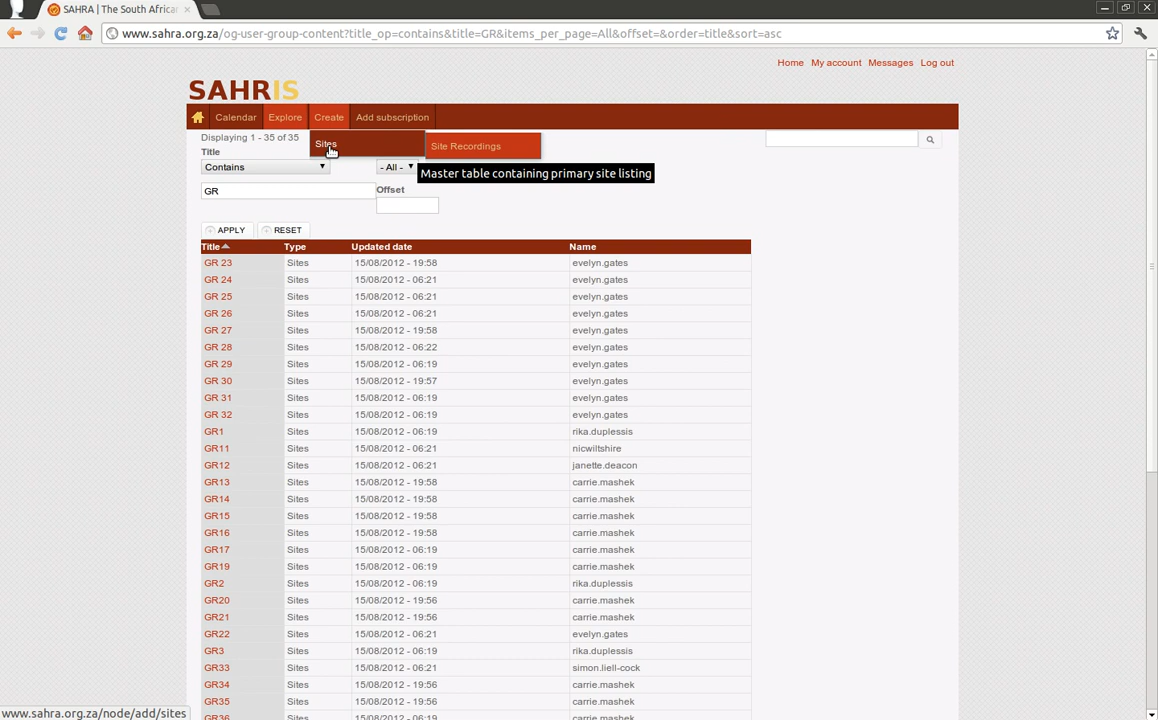 SAHRA | The South Africa
www.sahra.org.za/og-user-group-content?title_op=contains&title=GR&items_per_page=All&offset=&order=title&sort=asc
Home My account Messages Log out
SAHRIS
Calendar Explore Create Add subscription
Displaying 1 - 35 of 35
Sites
Site Recordings
Title
Contains
- All -
Master table containing primary site listing
GR
Offset
APPLY RESET
Title Type Updated date Name
GR 23 Sites 15/08/2012 - 19:58 evelyn.gates
GR 24 Sites 15/08/2012 - 06:21 evelyn.gates
GR 25 Sites 15/08/2012 - 06:21 evelyn.gates
GR 26 Sites 15/08/2012 - 06:21 evelyn.gates
GR 27 Sites 15/08/2012 - 19:58 evelyn.gates
GR 28 Sites 15/08/2012 - 06:22 evelyn.gates
GR 29 Sites 15/08/2012 - 06:19 evelyn.gates
GR 30 Sites 15/08/2012 - 19:57 evelyn.gates
GR 31 Sites 15/08/2012 - 06:19 evelyn.gates
GR 32 Sites 15/08/2012 - 06:19 evelyn.gates
GR1 Sites 15/08/2012 - 06:19 rika.duplessis
GR11 Sites 15/08/2012 - 06:21 nicwiltshire
GR12 Sites 15/08/2012 - 06:21 janette.deacon
GR13 Sites 15/08/2012 - 19:58 carrie.mashek
GR14 Sites 15/08/2012 - 19:58 carrie.mashek
GR15 Sites 15/08/2012 - 19:58 carrie.mashek
GR16 Sites 15/08/2012 - 19:58 carrie.mashek
GR17 Sites 15/08/2012 - 06:19 carrie.mashek
GR19 Sites 15/08/2012 - 06:19 carrie.mashek
GR2 Sites 15/08/2012 - 06:19 rika.duplessis
GR20 Sites 15/08/2012 - 19:56 carrie.mashek
GR21 Sites 15/08/2012 - 19:56 carrie.mashek
GR22 Sites 15/08/2012 - 06:21 evelyn.gates
GR3 Sites 15/08/2012 - 06:19 rika.duplessis
GR33 Sites 15/08/2012 - 06:21 simon.liell-cock
GR34 Sites 15/08/2012 - 19:56 carrie.mashek
GR35 Sites 15/08/2012 - 19:56 carrie.mashek
GR36 Sites 15/08/2012 - 06:19 carrie.mashek
www.sahra.org.za/node/add/sites